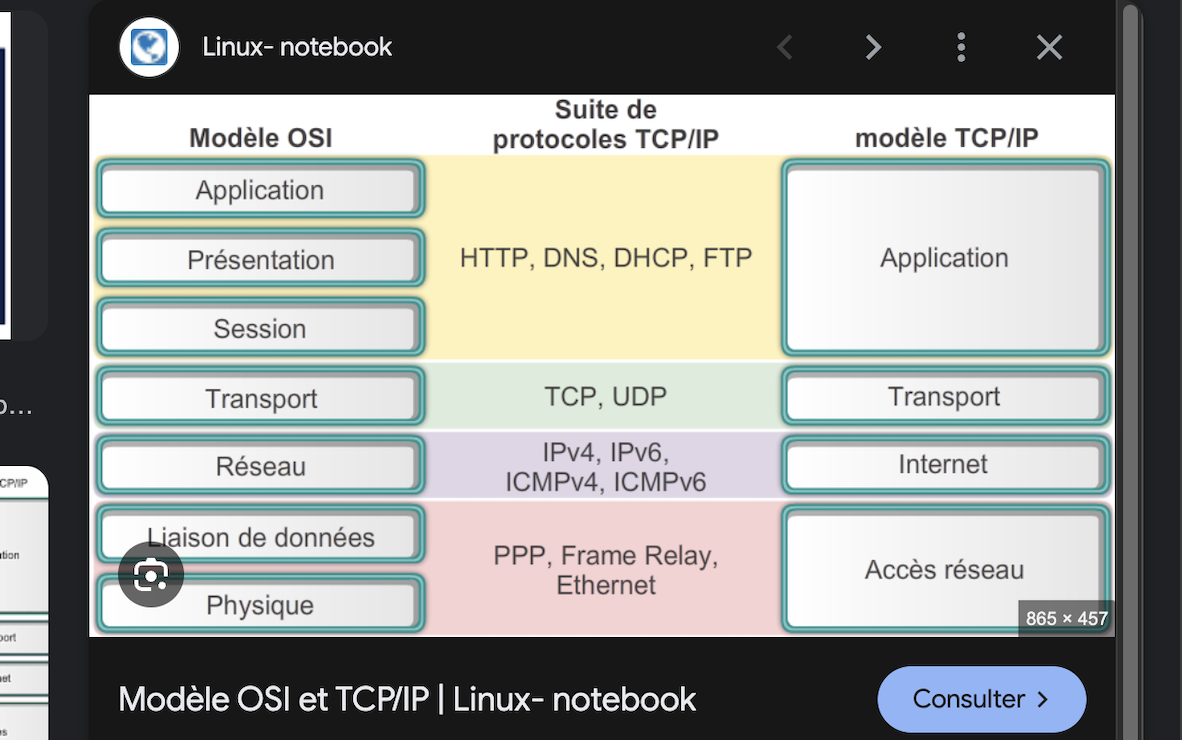 Linux- notebook
Suite de
Modèle OSI
protocoles TCP/IP
modèle TCP/IP
Application
Présentation
HTTP, DNS, DHCP, FTP
Application
Session
Transport
TCP, UDP
Transport
Réseau
IPv4, IPv6,
ICMPv4, ICMPv6
Internet
Liaison de données
PPP, Frame Relay,
Ethernet
Accès réseau
Physique
865 × 457
CP/IP
tion
port
net
Modèle OSI et TCP/IP | Linux- notebook
Consulter